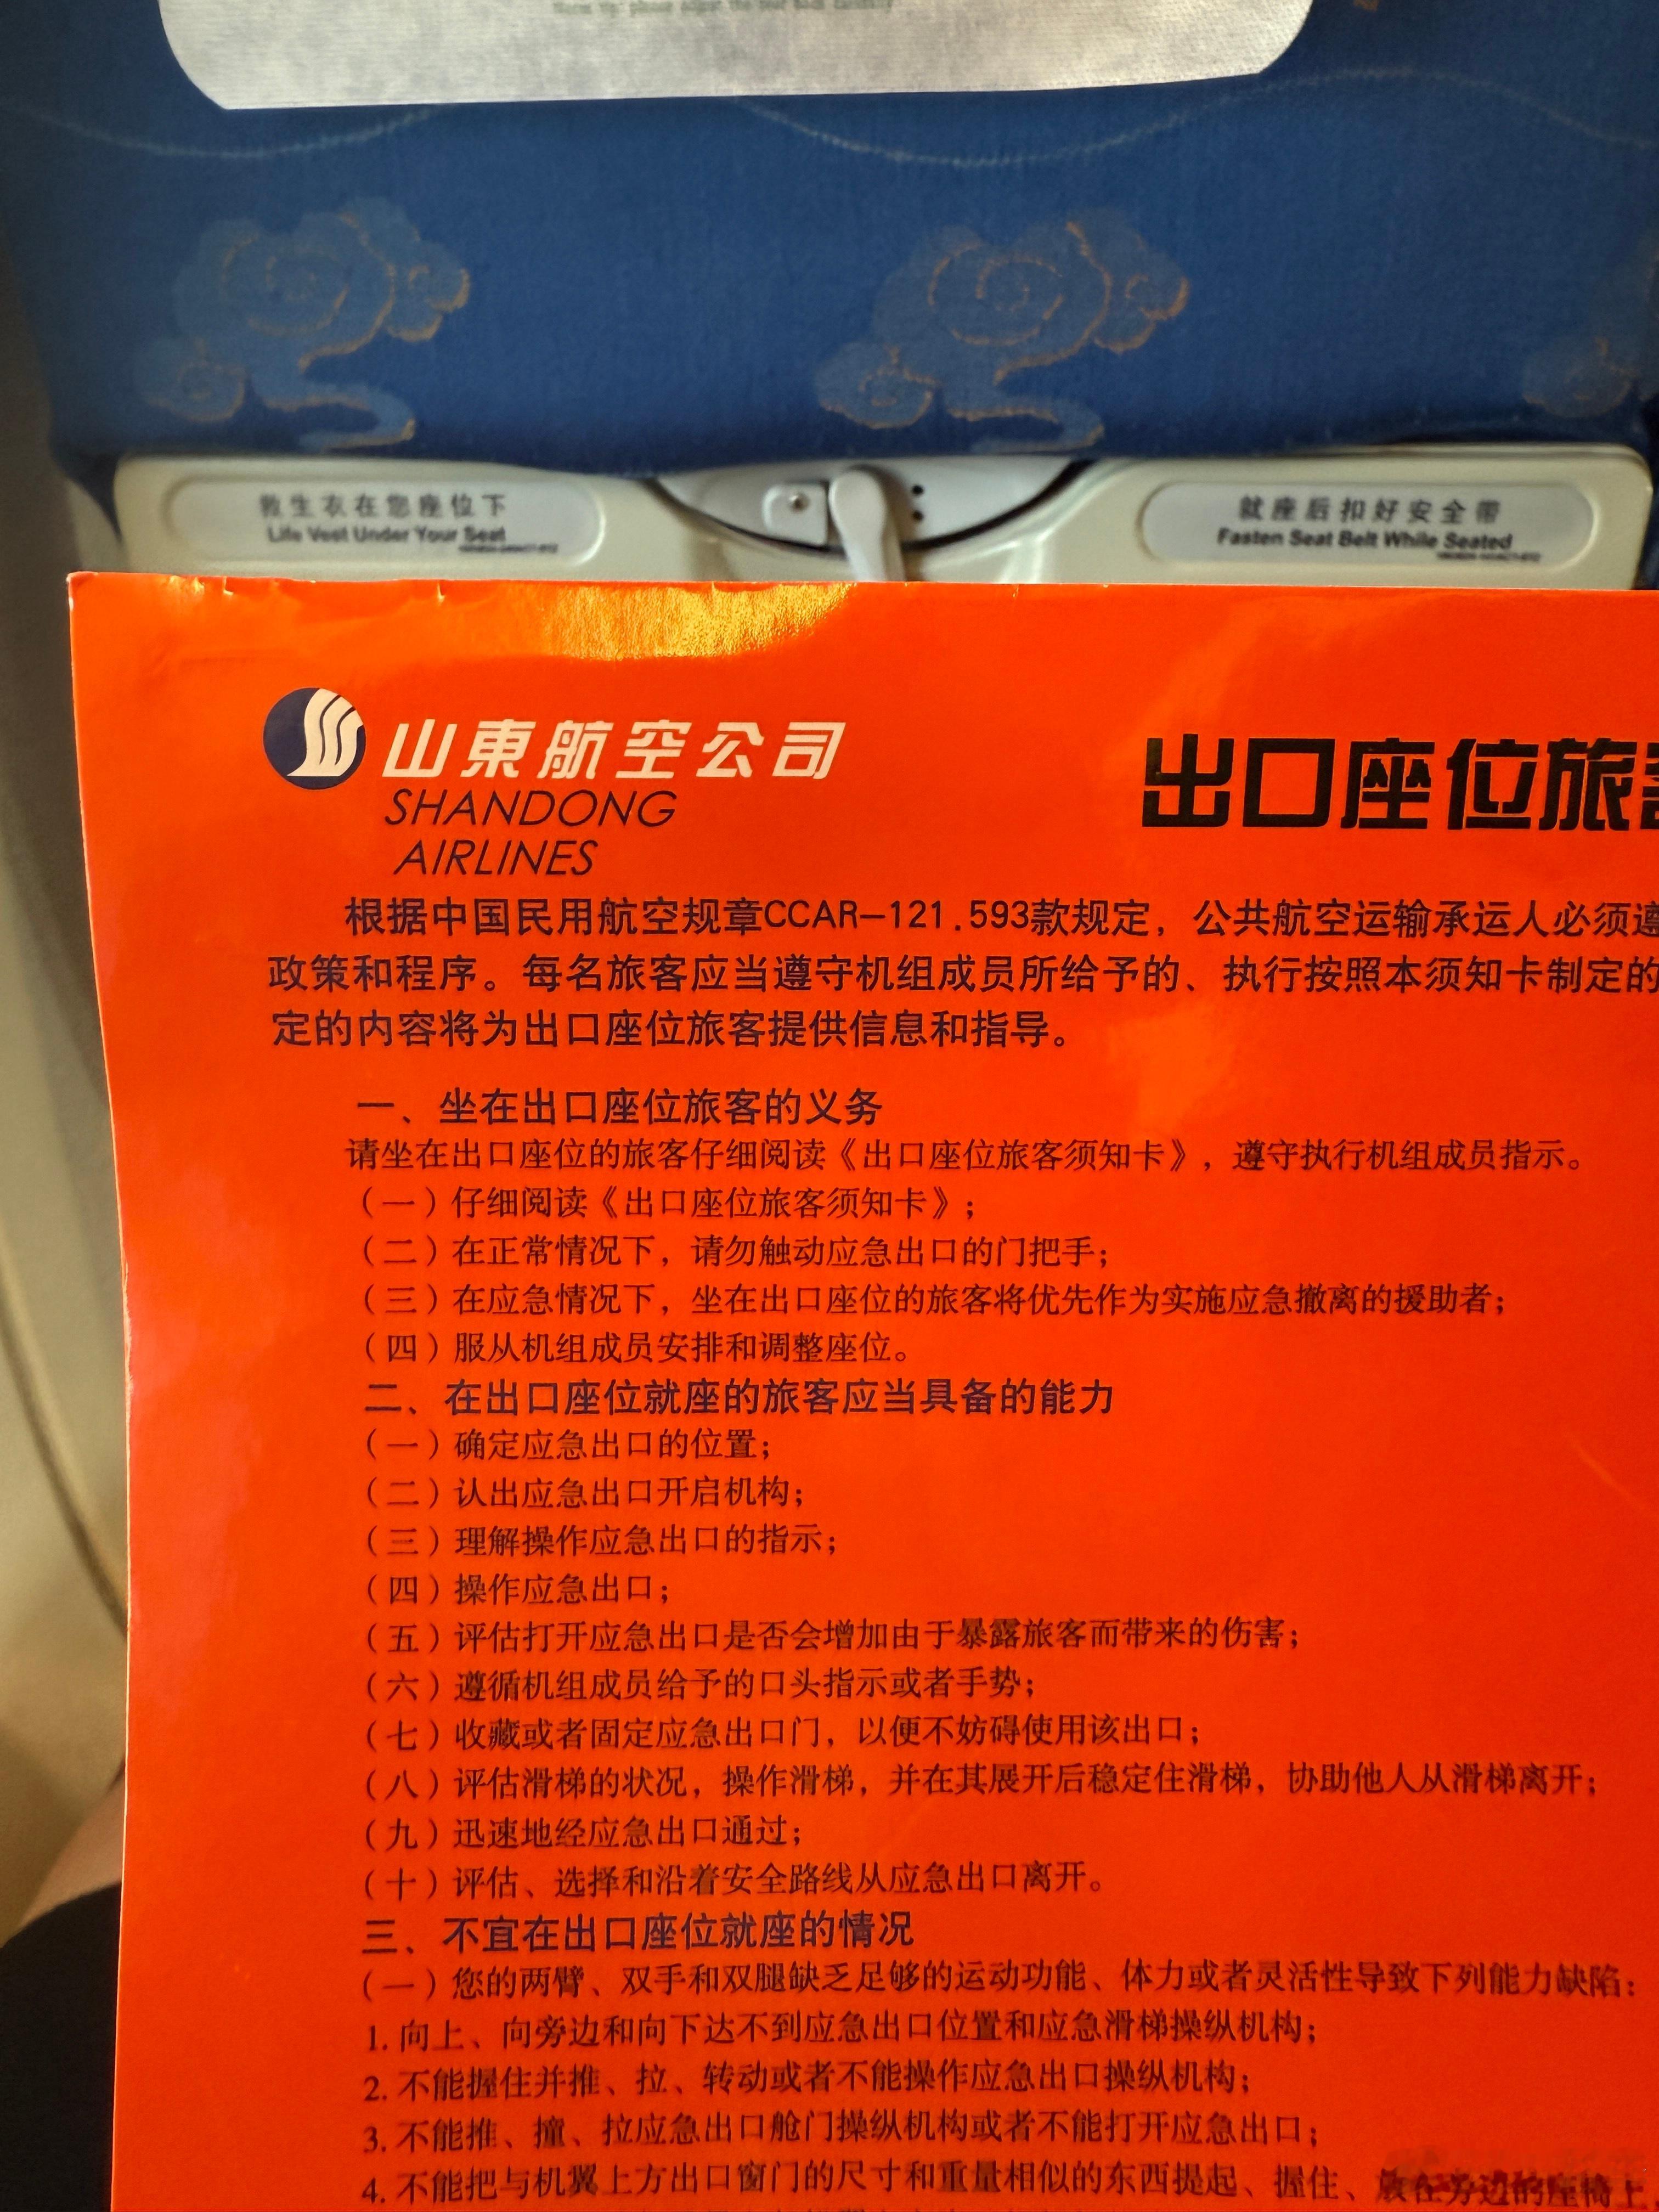 救生衣在您座位下
Life Vest Under Your Seat
就座后扣好安全带
Fasten Seat Belt While Seated
山東航空公司
SHANDONG
AIRLINES
出口座位旅客
根据中国民用航空规章CCAR-121.593款规定，公共航空运输承运人必须遵
政策和程序。每名旅客应当遵守机组成员所给予的、执行按照本须知卡制定的
定的内容将为出口座位旅客提供信息和指导。
一、坐在出口座位旅客的义务
请坐在出口座位的旅客仔细阅读《出口座位旅客须知卡》，遵守执行机组成员指示。
（一）仔细阅读《出口座位旅客须知卡》；
（二）在正常情况下，请勿触动应急出口的门把手；
（三）在应急情况下，坐在出口座位的旅客将优先作为实施应急撤离的援助者；
（四）服从机组成员安排和调整座位。
二、在出口座位就座的旅客应当具备的能力
（一）确定应急出口的位置；
（二）认出应急出口开启机构；
（三）理解操作应急出口的指示；
（四）操作应急出口；
（五）评估打开应急出口是否会增加由于暴露旅客而带来的伤害；
（六）遵循机组成员给予的口头指示或者手势；
（七）收藏或者固定应急出口门，以便不妨碍使用该出口；
（八）评估滑梯的状况，操作滑梯，并在其展开后稳定住滑梯，协助他人从滑梯离开；
（九）迅速地经应急出口通过；
（十）评估、选择和沿着安全路线从应急出口离开。
三、不宜在出口座位就座的情况
（一）您的两臂、双手和双腿缺乏足够的运动功能、体力或者灵活性导致下列能力缺陷：
1.向上、向旁边和向下达不到应急出口位置和应急滑梯操纵机构；
2.不能握住并推、拉、转动或者不能操作应急出口操纵机构；
3.不能推、撞、拉应急出口舱门操纵机构或者不能打开应急出口；
4.不能把与机翼上方出口窗门的尺寸和重量相似的东西提起、握住、放在旁边的座椅上